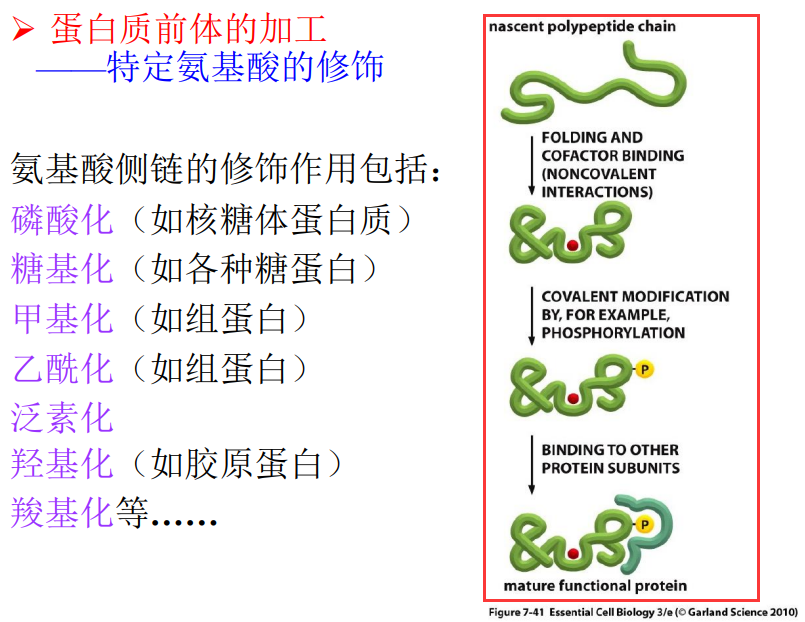 ➢ 蛋白质前体的加工
——特定氨基酸的修饰
氨基酸侧链的修饰作用包括：
磷酸化（如核糖体蛋白质）
糖基化（如各种糖蛋白）
甲基化（如组蛋白）
乙酰化（如组蛋白）
泛素化
羟基化（如胶原蛋白）
羧基化等......
nascent polypeptide chain
FOLDING AND
COFACTOR BINDING
(NONCOVALENT
INTERACTIONS)
COVALENT MODIFICATION
BY, FOR EXAMPLE,
PHOSPHORYLATION
P
BINDING TO OTHER
PROTEIN SUBUNITS
P
mature functional protein
Figure 7-41 Essential Cell Biology 3/e (© Garland Science 2010)